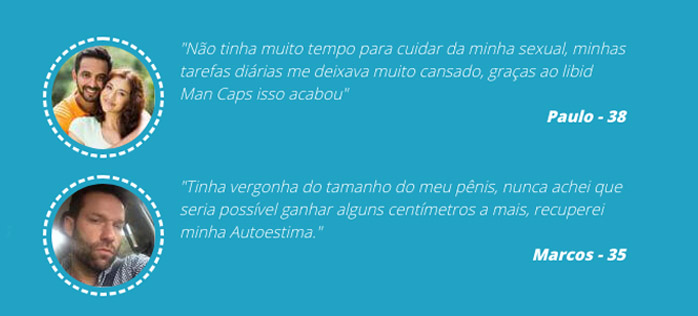 "Não tinha muito tempo para cuidar da minha sexual, minhas
tarefas diárias me deixava muito cansado, graças ao libid
Man Caps isso acabou"
Paulo - 38
"Tinha vergonha do tamanho do meu pênis, nunca achei que
seria possível ganhar alguns centímetros a mais, recuperei
minha Autoestima."
Marcos - 35